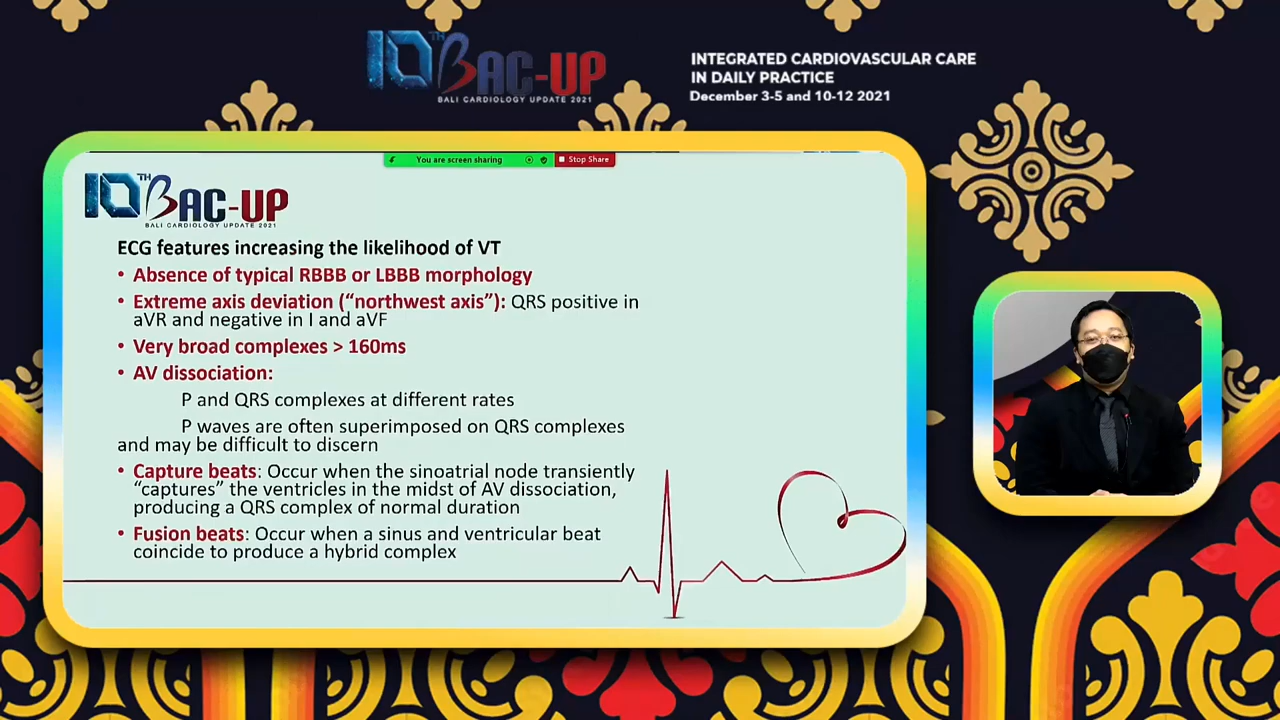 10TH BAC-UP
BALI CARDIOLOGY UPDATE 2021
INTEGRATED CARDIOVASCULAR CARE
IN DAILY PRACTICE
December 3-5 and 10-12 2021
You are screen sharing
Stop Share
10TH BAC-UP
BALI CARDIOLOGY UPDATE 2021
ECG features increasing the likelihood of VT
• Absence of typical RBBB or LBBB morphology
• Extreme axis deviation (“northwest axis”): QRS positive in
aVR and negative in I and aVF
• Very broad complexes > 160ms
• AV dissociation:
P and QRS complexes at different rates
P waves are often superimposed on QRS complexes
and may be difficult to discern
• Capture beats: Occur when the sinoatrial node transiently
“captures” the ventricles in the midst of AV dissociation,
producing a QRS complex of normal duration
• Fusion beats: Occur when a sinus and ventricular beat
coincide to produce a hybrid complex